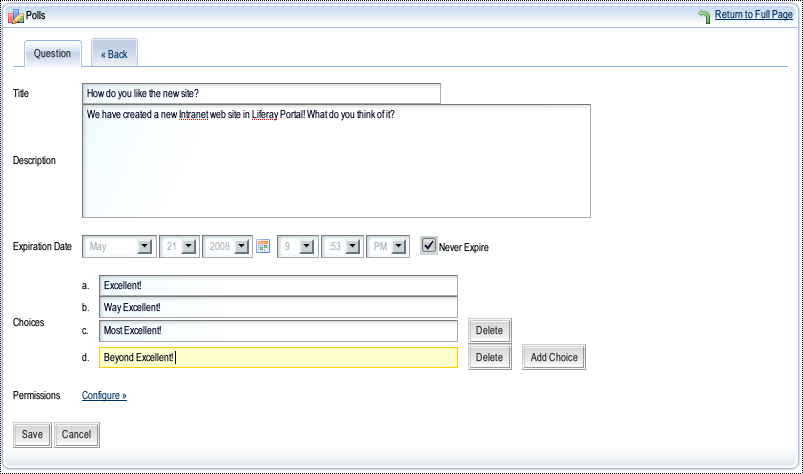 Polls
Return to Full Page
Question
« Back
Title
How do you like the new site?
Description
We have created a new Intranet web site in Liferay Portal! What do you think of it?
Expiration Date
May
21
2008
9
:53
PM
Never Expire
Choices
a.
Excellent!
b.
Way Excellent!
c.
Most Excellent!
Delete
d.
Beyond Excellent!
Delete
Add Choice
Permissions
Configure »
Save
Cancel